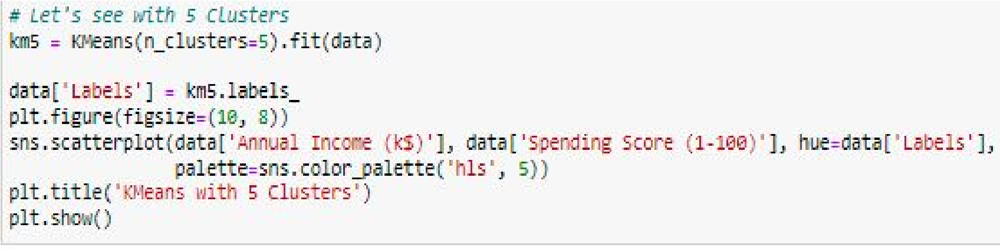 # Let's see with 5 Clusters
km5 = KMeans(n_clusters=5).fit(data)
data['Labels'] = km5.labels_
plt.figure(figsize=(10, 8))
sns.scatterplot(data['Annual Income (k$)'], data['Spending Score (1-100)'], hue=data['Labels'],
palette=sns.color_palette('hls', 5))
plt.title('KMeans with 5 Clusters')
plt.show()